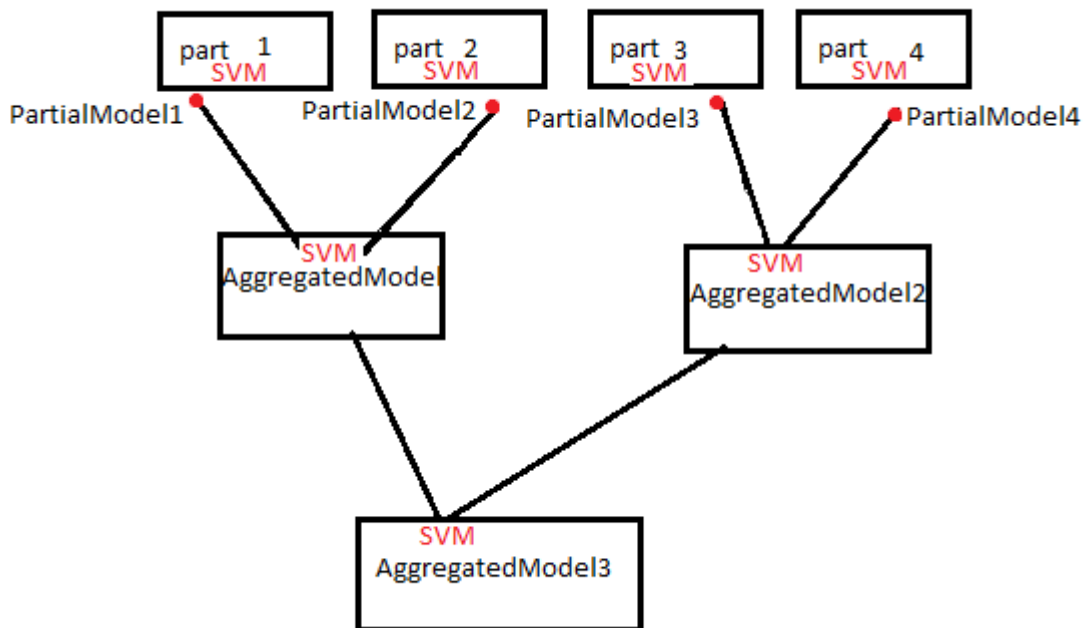 part 1
SVM
part 2
SVM
part 3
SVM
part 4
SVM
PartialModel1
PartialModel2
PartialModel3
PartialModel4
SVM
AggregatedModel
SVM
AggregatedModel2
SVM
AggregatedModel3